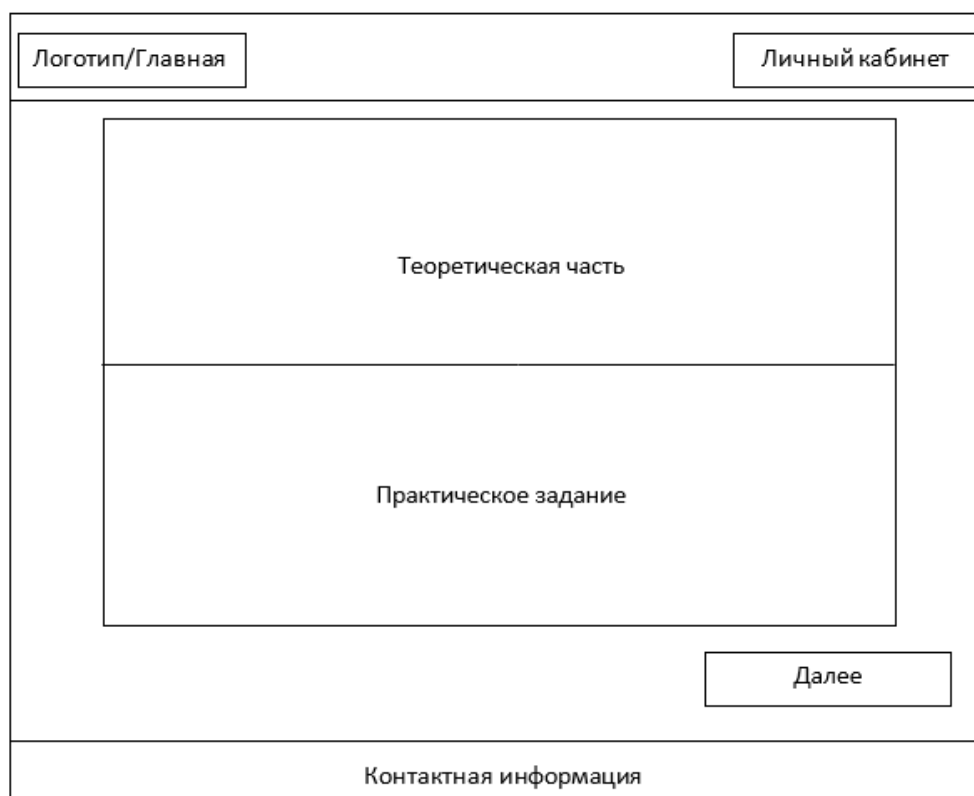 Логотип/Главная
Личный кабинет
Теоретическая часть
Практическое задание
Далее
Контактная информация